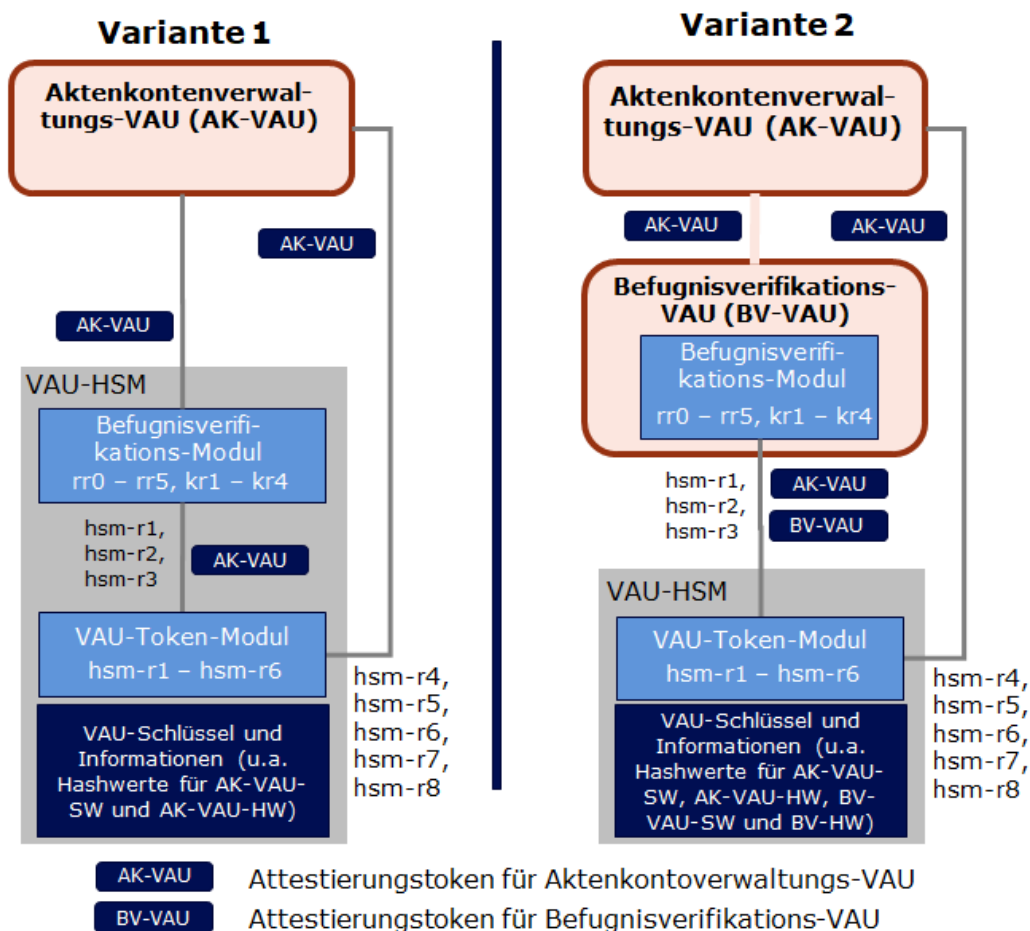 Variante 1
Aktenkontenverwal-
tungs-VAU (AK-VAU)
AK-VAU
AK-VAU
VAU-HSM
Befugnisverifi-
kations-Modul
rr0 – rr5, kr1 – kr4
hsm-r1,
hsm-r2,
hsm-r3
AK-VAU
VAU-Token-Modul
hsm-r1 – hsm-r6
hsm-r4,
hsm-r5,
hsm-r6,
hsm-r7,
hsm-r8
VAU-Schlüssel und
Informationen (u.a.
Hashwerte für AK-VAU-
SW und AK-VAU-HW)
Variante 2
Aktenkontenverwal-
tungs-VAU (AK-VAU)
AK-VAU
AK-VAU
Befugnisverifikations-
VAU (BV-VAU)
Befugnisverifi-
kations-Modul
rr0 – rr5, kr1 – kr4
hsm-r1,
hsm-r2,
hsm-r3
AK-VAU
BV-VAU
VAU-HSM
VAU-Token-Modul
hsm-r1 – hsm-r6
hsm-r4,
hsm-r5,
hsm-r6,
hsm-r7,
hsm-r8
VAU-Schlüssel und
Informationen (u.a.
Hashwerte für AK-VAU-
SW, AK-VAU-HW, BV-
VAU-SW und BV-HW)
AK-VAU Attestierungstoken für Aktenkontoverwaltungs-VAU
BV-VAU Attestierungstoken für Befugnisverifikations-VAU